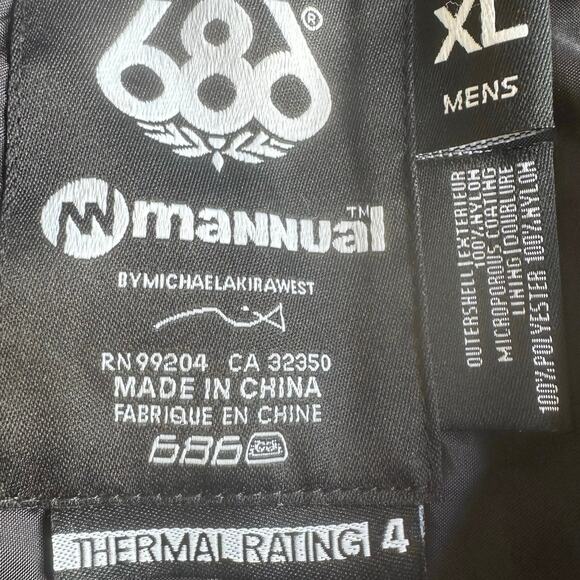 686®
XL
MENS
mannual™
BYMICHAELAKIRAWEST
RN 99204 CA 32350
MADE IN CHINA
FABRIQUE EN CHINE
686
THERMAL RATING 4
OUTERSHELL|EXTERIEUR
100%NYLON
MICROPOROUS COATING
LINING|DOUBLURE
100%POLYESTER 100%NYLON